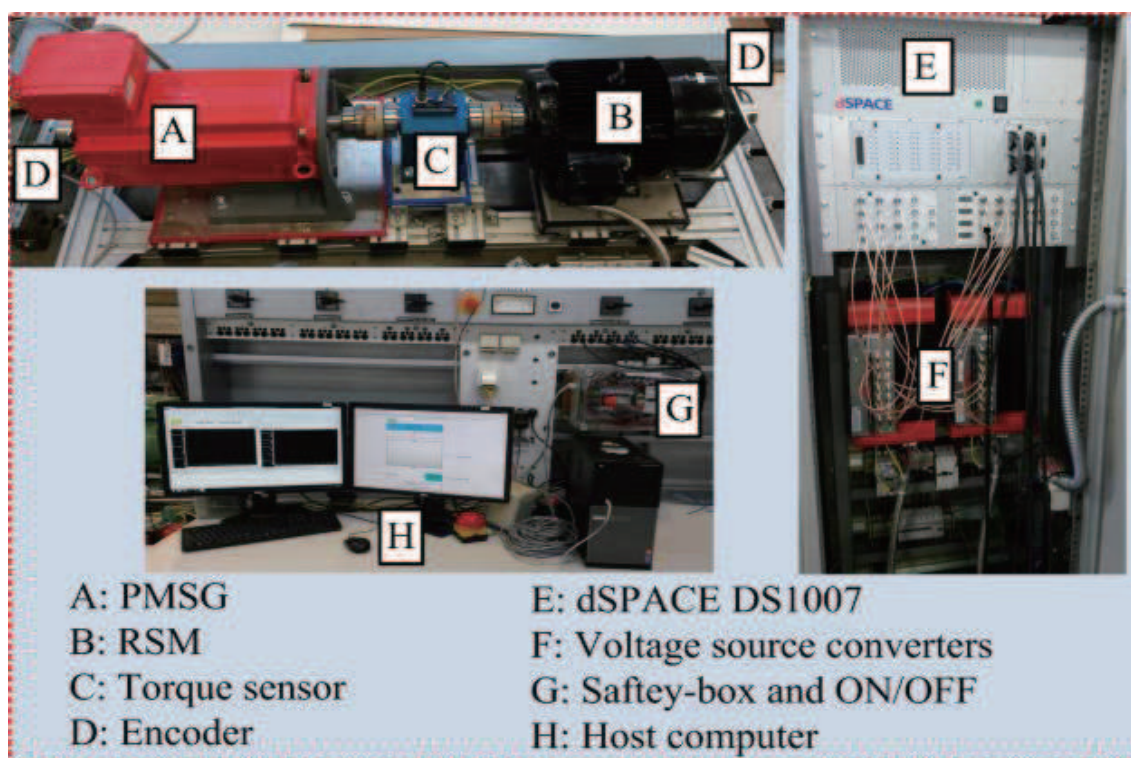 D
E
dSPACE
A
B
C
D
F
G
H
A: PMSG
B: RSM
C: Torque sensor
D: Encoder
E: dSPACE DS1007
F: Voltage source converters
G: Saftey-box and ON/OFF
H: Host computer